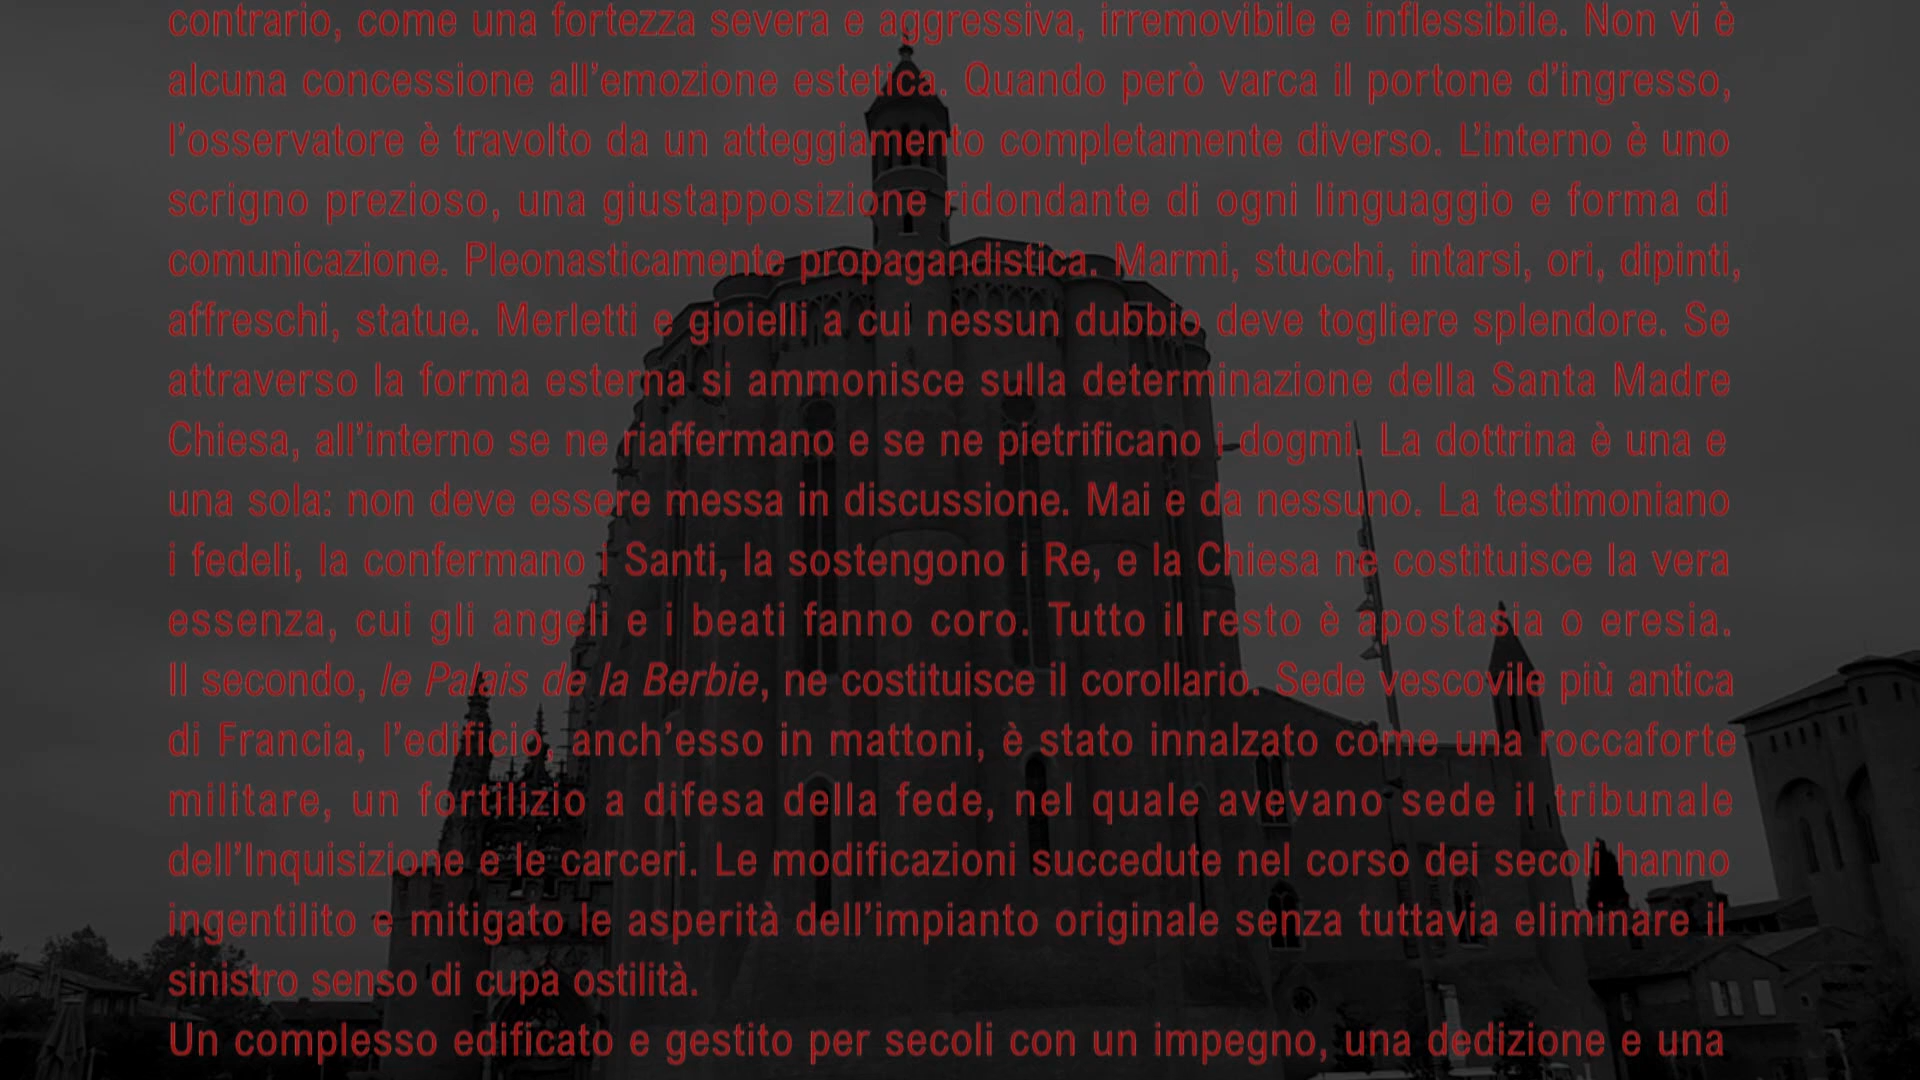 contrario, come una fortezza severa e aggressiva, irremovibile e inflessibile. Non vi è
alcuna concessione all’emozione estetica. Quando però varca il portone d’ingresso,
l’osservatore è travolto da un atteggiamento completamente diverso. L’interno è uno
scrigno prezioso, una giustapposizione ridondante di ogni linguaggio e forma di
comunicazione. Pleonasticamente propagandistica. Marmi, stucchi, intarsi, ori, dipinti,
affreschi, statue. Merletti e gioielli a cui nessun dubbio deve togliere splendore. Se
attraverso la forma esterna si ammonisce sulla determinazione della Santa Madre
Chiesa, all’interno se ne riaffermano e se ne pietrificano i dogmi. La dottrina è una e
una sola: non deve essere messa in discussione. Mai e da nessuno. La testimoniano
i fedeli, la confermano i Santi, la sostengono i Re, e la Chiesa ne costituisce la vera
essenza, cui gli angeli e i beati fanno coro. Tutto il resto è apostasia o eresia.
Il secondo, le Palais de la Berbie, ne costituisce il corollario. Sede vescovile più antica
di Francia, l’edificio, anch’esso in mattoni, è stato innalzato come una roccaforte
militare, un fortilizio a difesa della fede, nel quale avevano sede il tribunale
dell’Inquisizione e le carceri. Le modificazioni succedute nel corso dei secoli hanno
ingentilito e mitigato le asperità dell’impianto originale senza tuttavia eliminare il
sinistro senso di cupa ostilità.
Un complesso edificato e gestito per secoli con un impegno, una dedizione e una